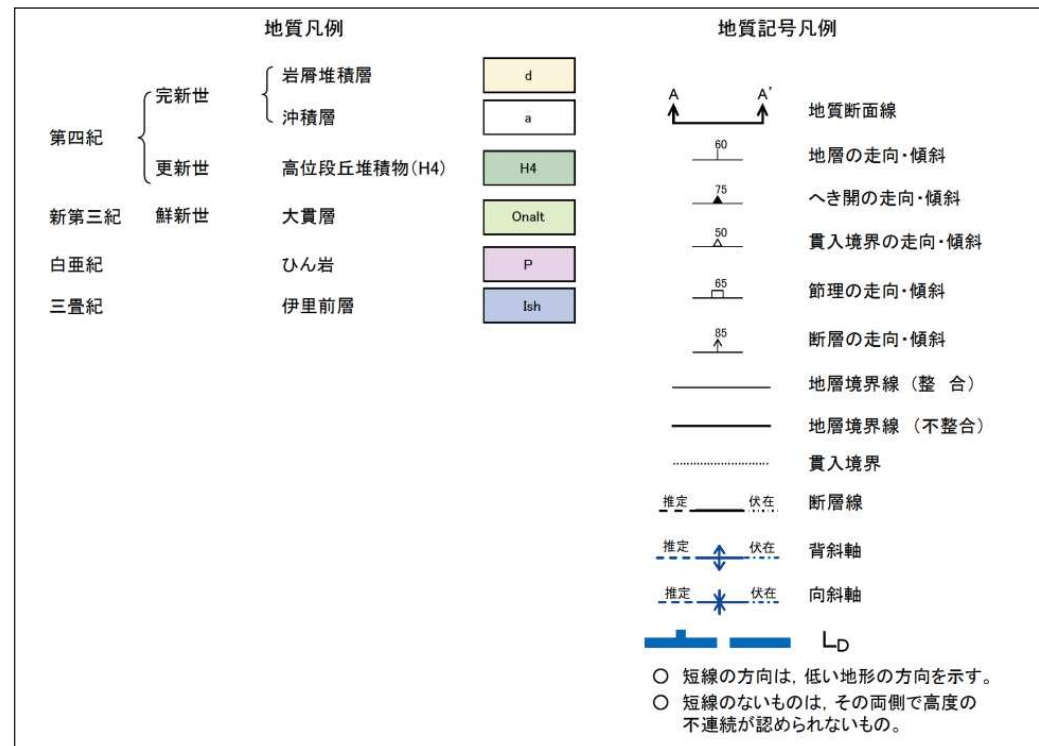 地質凡例
第四紀
完新世
岩屑堆積層
d
沖積層
a
更新世
高位段丘堆積物(H4)
H4
新第三紀
鮮新世
大貫層
Onalt
白亜紀
ひん岩
P
三畳紀
伊里前層
Ish
地質記号凡例
A A’ 地質断面線
60 地層の走向・傾斜
75 へき開の走向・傾斜
50 貫入境界の走向・傾斜
65 節理の走向・傾斜
85 断層の走向・傾斜
地層境界線 (整 合)
地層境界線 (不整合)
貫入境界
推定 伏在 断層線
推定 伏在 背斜軸
推定 伏在 向斜軸
LD
○ 短線の方向は, 低い地形の方向を示す。
○ 短線のないものは, その両側で高度の
不連続が認められないもの。